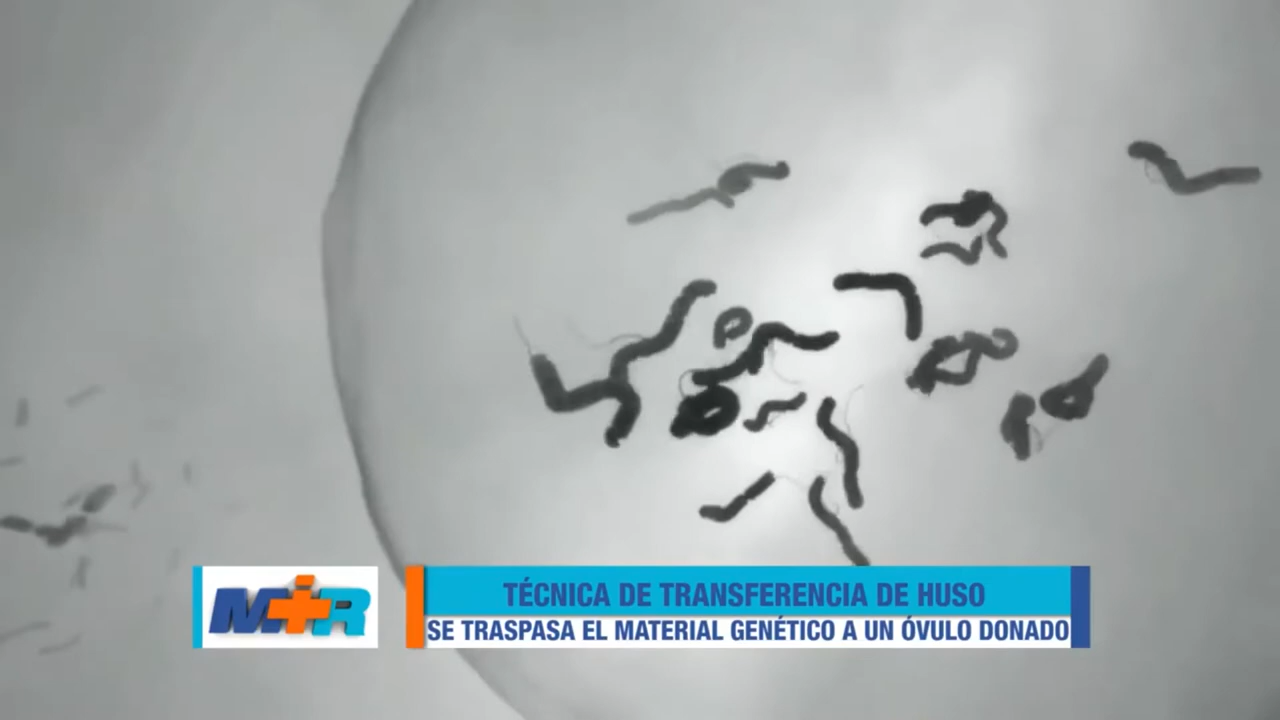 M+R
TÉCNICA DE TRANSFERENCIA DE HUSO
SE TRASPASA EL MATERIAL GENÉTICO A UN ÓVULO DONADO